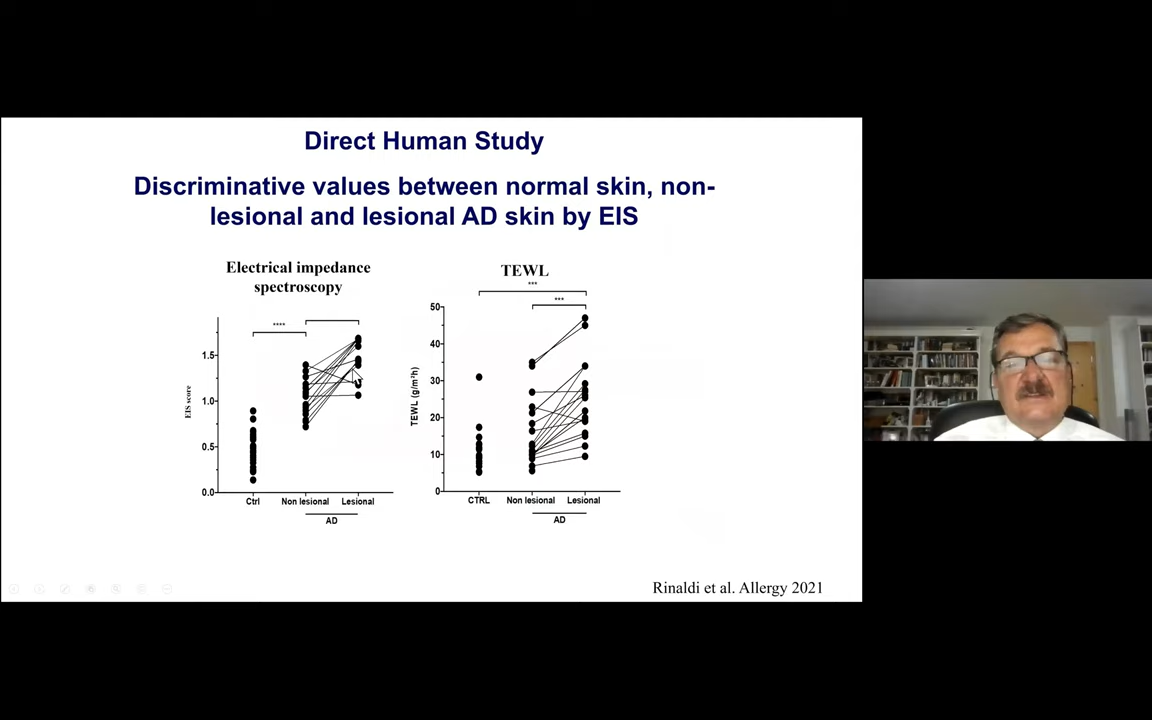 Direct Human Study
Discriminative values between normal skin, non-
lesional and lesional AD skin by EIS
Electrical impedance
spectroscopy
****
EIS score
1.5
1.0
0.5
0.0
Ctrl
Non lesional
Lesional
AD
TEWL
***
***
TEWL (g/m²h)
50
40
30
20
10
0
CTRL
Non lesional
Lesional
AD
Rinaldi et al. Allergy 2021